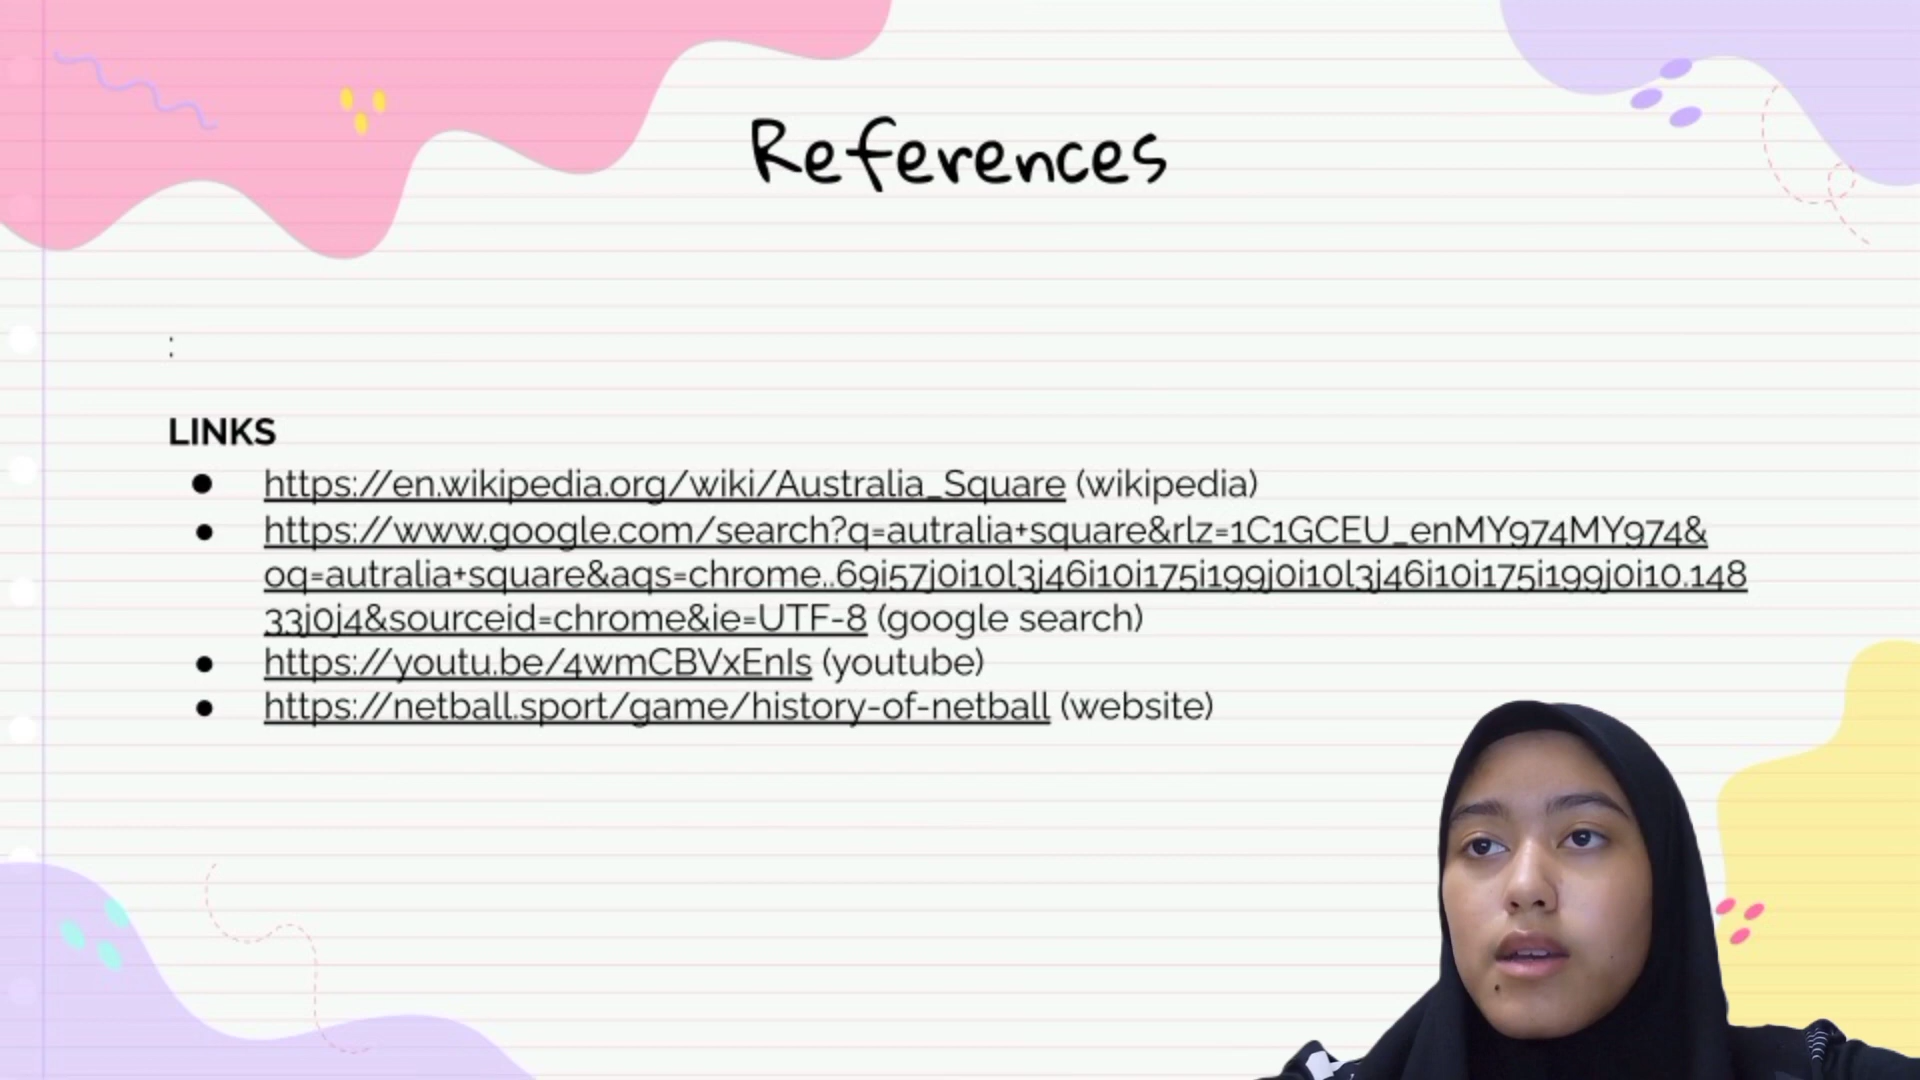 References
:
LINKS
● https://en.wikipedia.org/wiki/Australia_Square (wikipedia)
● https://www.google.com/search?q=autralia+square&rlz=1C1GCEU_enMY974MY974&
oq=autralia+square&aqs=chrome..69i57j0i10l3j46i10i175i199j0i10l3j46i10i175i199j0i10.148
33j0j4&sourceid=chrome&ie=UTF-8 (google search)
● https://youtu.be/4wmCBVxEnIs (youtube)
● https://netball.sport/game/history-of-netball (website)